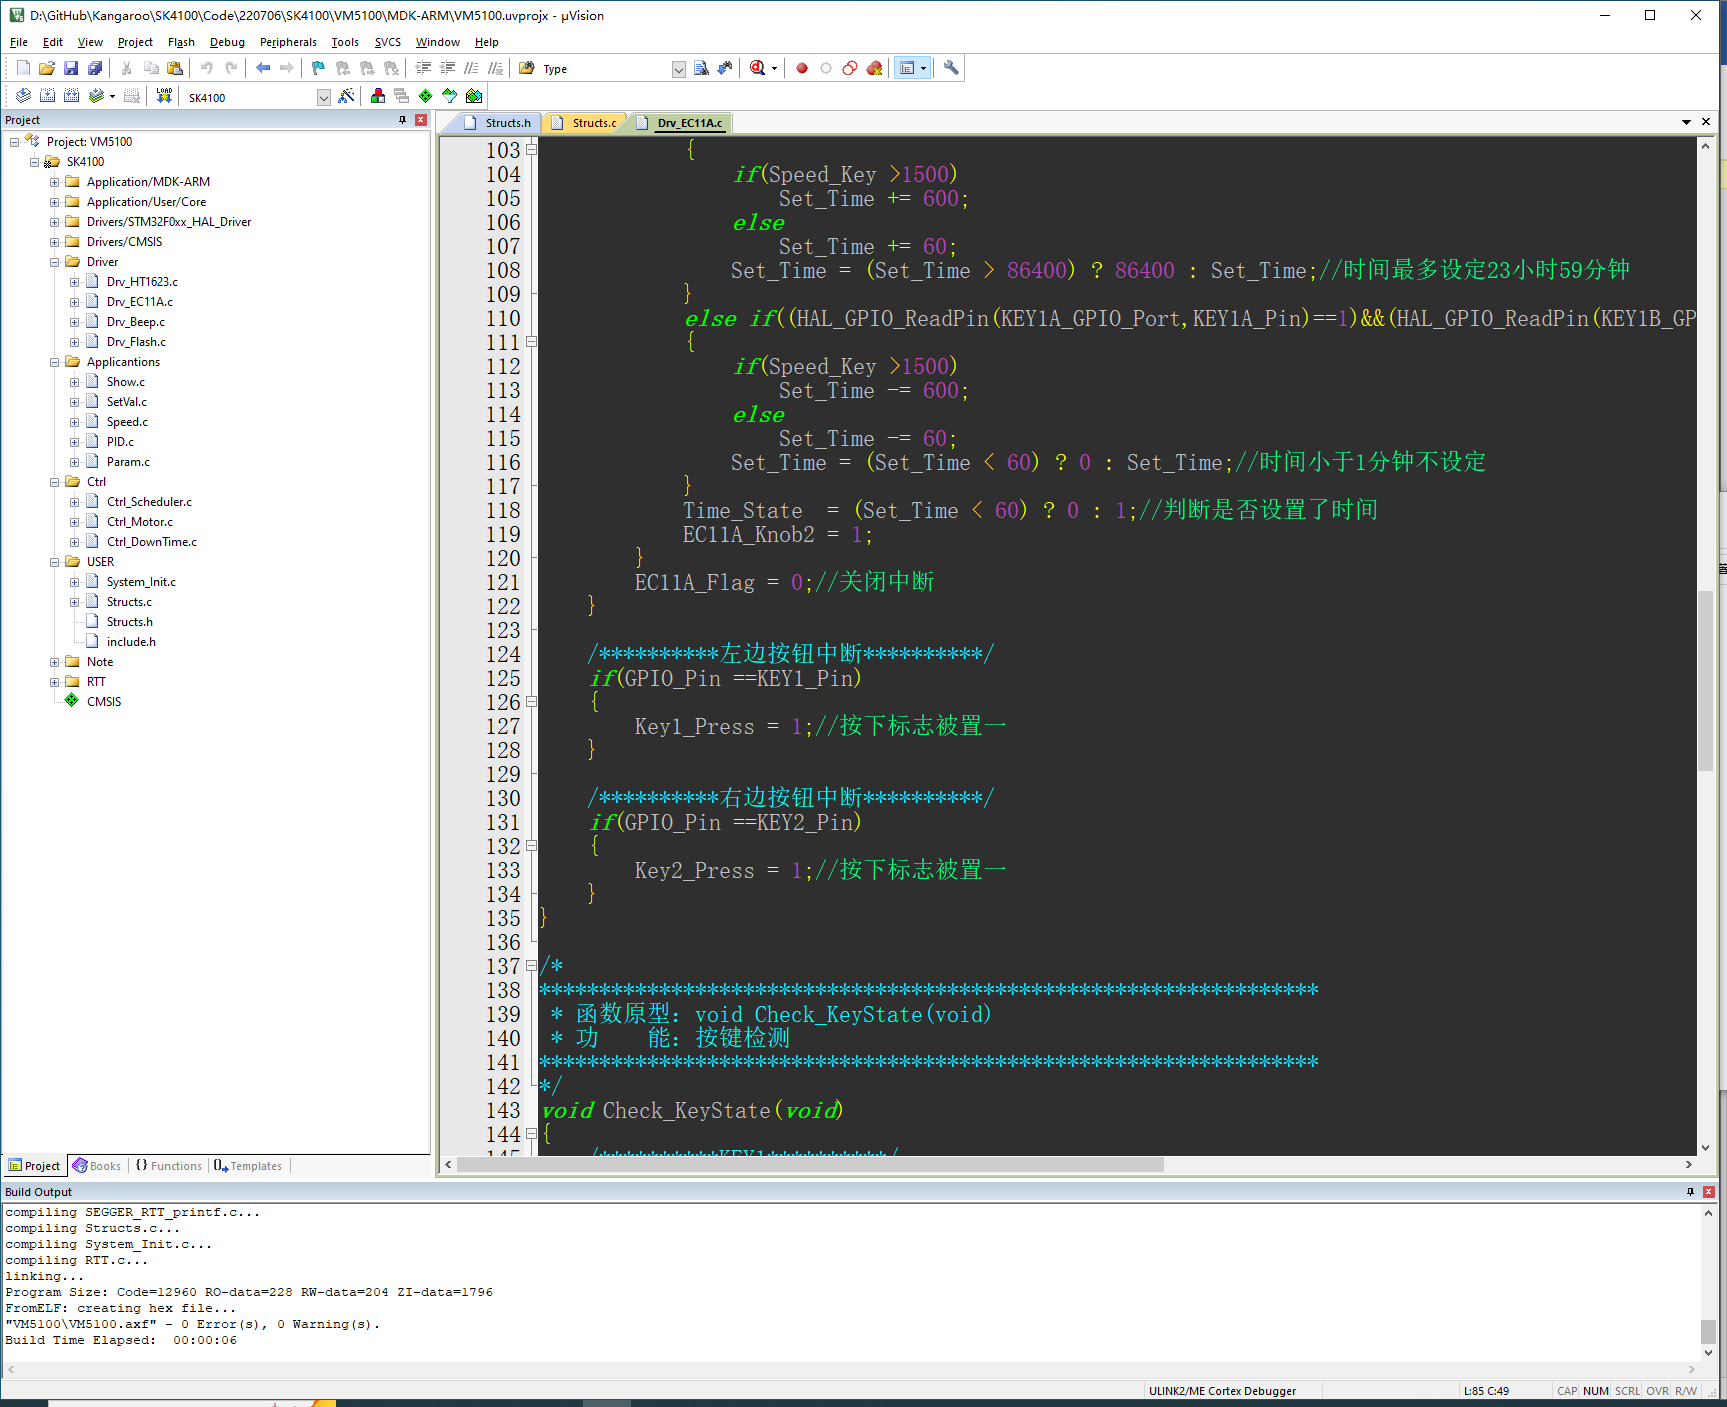 D:\GitHub\Kangaroo\SK4100\Code\220706\SK4100\VM5100\MDK-ARM\VM5100.uvprojx - µVision
File Edit View Project Flash Debug Peripherals Tools SVCS Window Help
Type
LOAD SK4100
Project
Project: VM5100
SK4100
Application/MDK-ARM
Application/User/Core
Drivers/STM32F0xx_HAL_Driver
Drivers/CMSIS
Driver
Drv_HT1623.c
Drv_EC11A.c
Drv_Beep.c
Drv_Flash.c
Applicantions
Show.c
SetVal.c
Speed.c
PID.c
Param.c
Ctrl
Ctrl_Scheduler.c
Ctrl_Motor.c
Ctrl_DownTime.c
USER
System_Init.c
Structs.c
Structs.h
include.h
Note
RTT
CMSIS
Project Books Functions Templates
Structs.h Structs.c Drv_EC11A.c
103 {
104 if(Speed_Key >1500)
105 Set_Time += 600;
106 else
107 Set_Time += 60;
108 Set_Time = (Set_Time > 86400) ? 86400 : Set_Time;//时间最多设定23小时59分钟
109 }
110 else if((HAL_GPIO_ReadPin(KEY1A_GPIO_Port,KEY1A_Pin)==1)&&(HAL_GPIO_ReadPin(KEY1B_GP
111 {
112 if(Speed_Key >1500)
113 Set_Time -= 600;
114 else
115 Set_Time -= 60;
116 Set_Time = (Set_Time < 60) ? 0 : Set_Time;//时间小于1分钟不设定
117 }
118 Time_State = (Set_Time < 60) ? 0 : 1;//判断是否设置了时间
119 EC11A_Knob2 = 1;
120 }
121 EC11A_Flag = 0;//关闭中断
122 }
123
124 /**********左边按钮中断**********/
125 if(GPIO_Pin ==KEY1_Pin)
126 {
127 Key1_Press = 1;//按下标志被置一
128 }
129
130 /**********右边按钮中断**********/
131 if(GPIO_Pin ==KEY2_Pin)
132 {
133 Key2_Press = 1;//按下标志被置一
134 }
135 }
136
137 /*
138 *****************************************************************
139 * 函数原型: void Check_KeyState(void)
140 * 功 能: 按键检测
141 *****************************************************************
142 */
143 void Check_KeyState(void)
144 {
145 /**********KEY1**********/
Build Output
compiling SEGGER_RTT_printf.c...
compiling Structs.c...
compiling System_Init.c...
compiling RTT.c...
linking...
Program Size: Code=12960 RO-data=228 RW-data=204 ZI-data=1796
FromELF: creating hex file...
"VM5100\VM5100.axf" - 0 Error(s), 0 Warning(s).
Build Time Elapsed: 00:00:06
ULINK2/ME Cortex Debugger L:85 C:49 CAP NUM SCRL OVR R/W